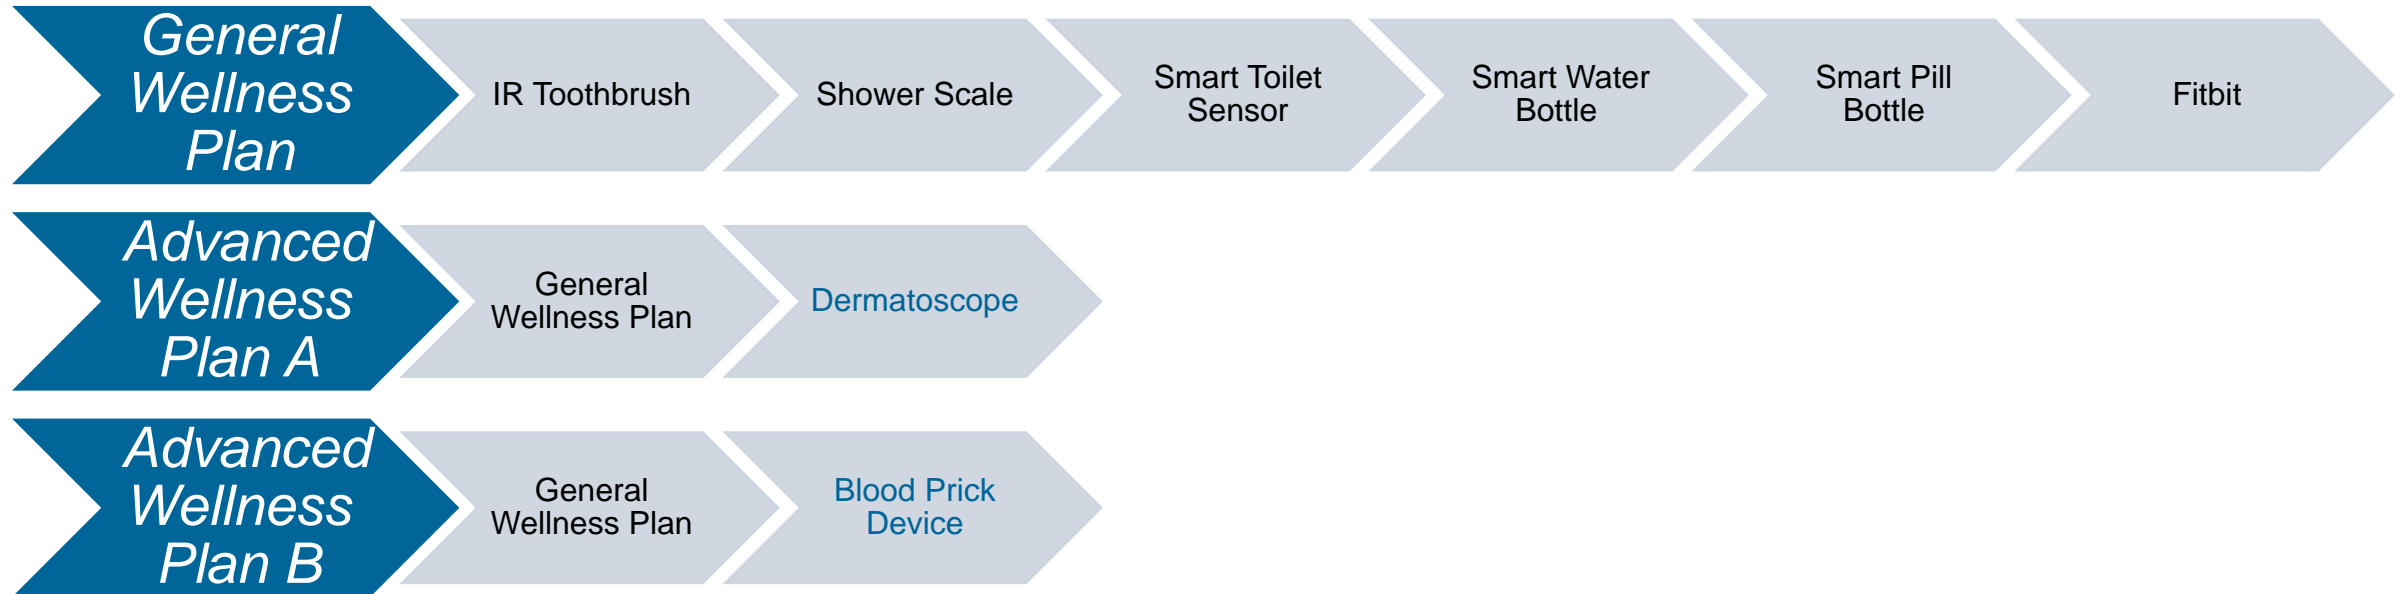 General
Wellness
Plan
IR Toothbrush
Shower Scale
Smart Toilet
Sensor
Smart Water
Bottle
Smart Pill
Bottle
Fitbit
Advanced
Wellness
Plan A
General
Wellness Plan
Dermatoscope
Advanced
Wellness
Plan B
General
Wellness Plan
Blood Prick
Device